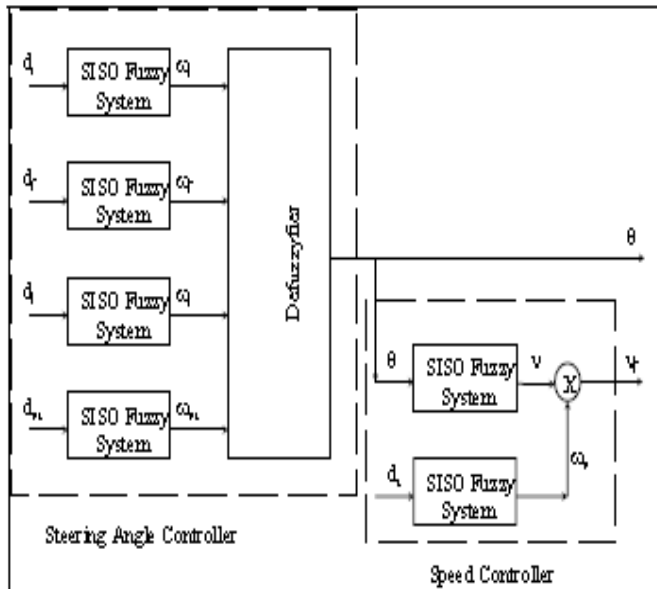 SISO Fuzzy
System
SISO Fuzzy
System
SISO Fuzzy
System
SISO Fuzzy
System
Defuzzyfier
θ
θ
SISO Fuzzy
System
v
X
SISO Fuzzy
System
Steering Angle Controller
Speed Controller